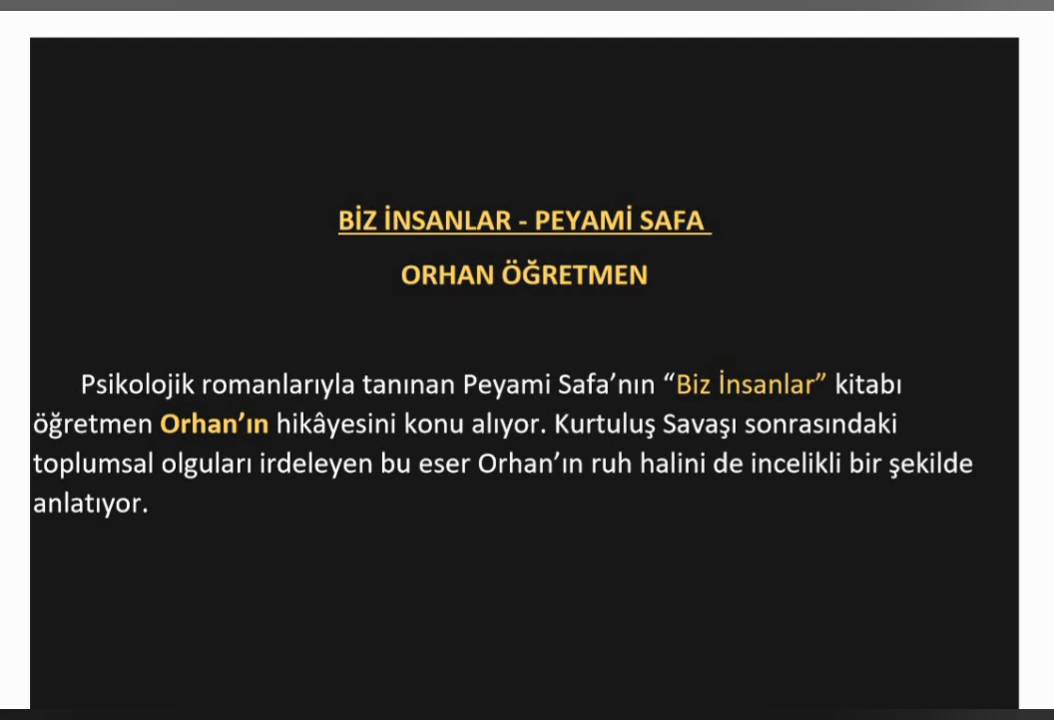 BİZ İNSANLAR - PEYAMİ SAFA
ORHAN ÖĞRETMEN
Psikolojik romanlarıyla tanınan Peyami Safa’nın “Biz İnsanlar” kitabı
öğretmen Orhan’ın hikâyesini konu alıyor. Kurtuluş Savaşı sonrasındaki
toplumsal olguları irdeleyen bu eser Orhan’ın ruh halini de incelikli bir şekilde
anlatıyor.